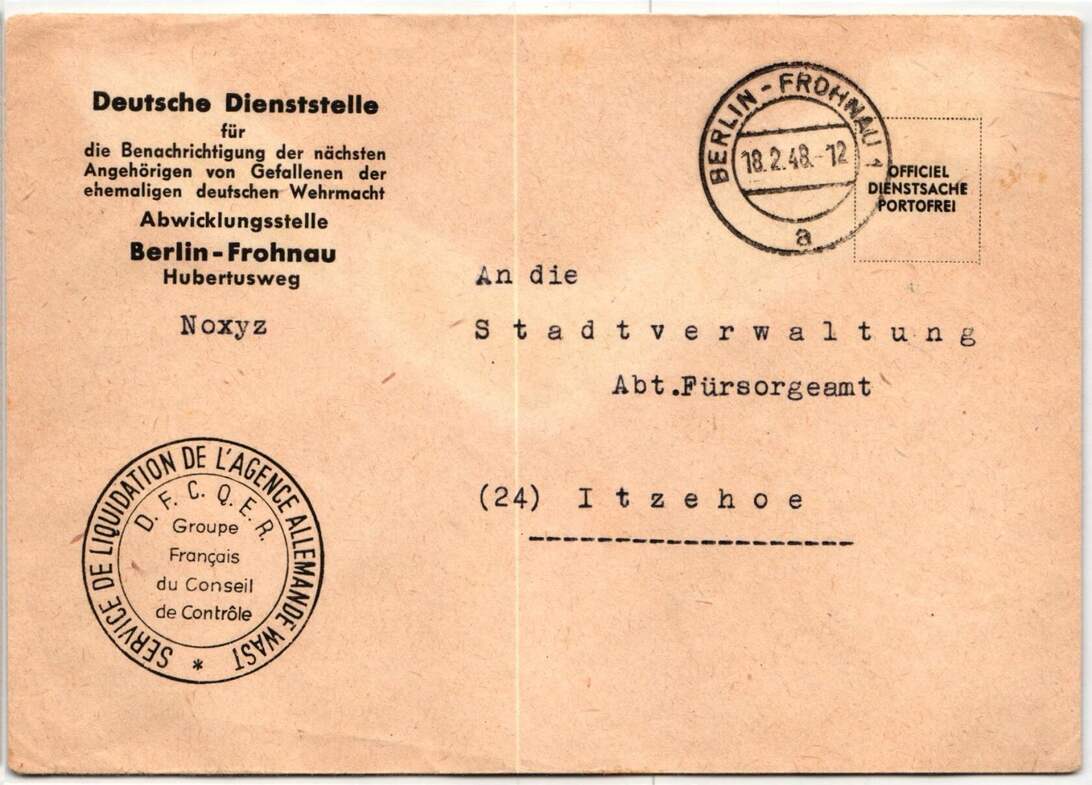 Deutsche Dienststelle
für
die Benachrichtigung der nächsten
Angehörigen von Gefallenen der
ehemaligen deutschen Wehrmacht
Abwicklungsstelle
Berlin-Frohnau
Hubertusweg
Noxyz
BERLIN-FROHNAU 1
18.2.48.-12
a
OFFICIEL
DIENSTSACHE
PORTOFREI
An die
Stadtverwaltung
Abt.Fürsorgeamt
(24) Itzehoe
SERVICE DE LIQUIDATION DE L'AGENCE ALLEMANDE WAST *
D. F. C. Q. E. R.
Groupe
Français
du Conseil
de Contrôle